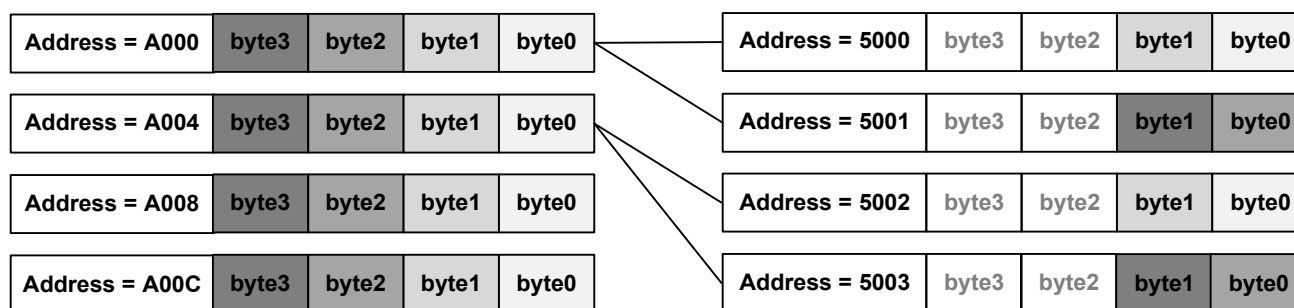 Address = A000 byte3 byte2 byte1 byte0 Address = 5000 byte3 byte2 byte1 byte0
Address = A004 byte3 byte2 byte1 byte0 Address = 5001 byte3 byte2 byte1 byte0
Address = A008 byte3 byte2 byte1 byte0 Address = 5002 byte3 byte2 byte1 byte0
Address = A00C byte3 byte2 byte1 byte0 Address = 5003 byte3 byte2 byte1 byte0